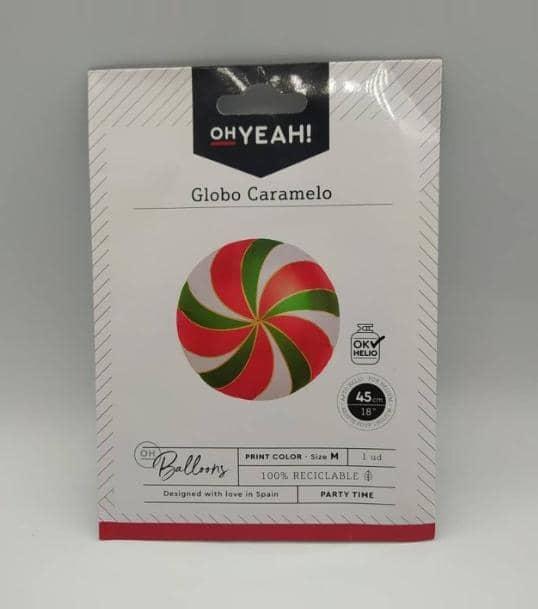 OH YEAH!
Globo Caramelo
OK
HELIO
45cm
18"
OH
Balloons
PRINT COLOR · Size M
1 ud
100% RECICLABLE
Designed with love in Spain
PARTY TIME